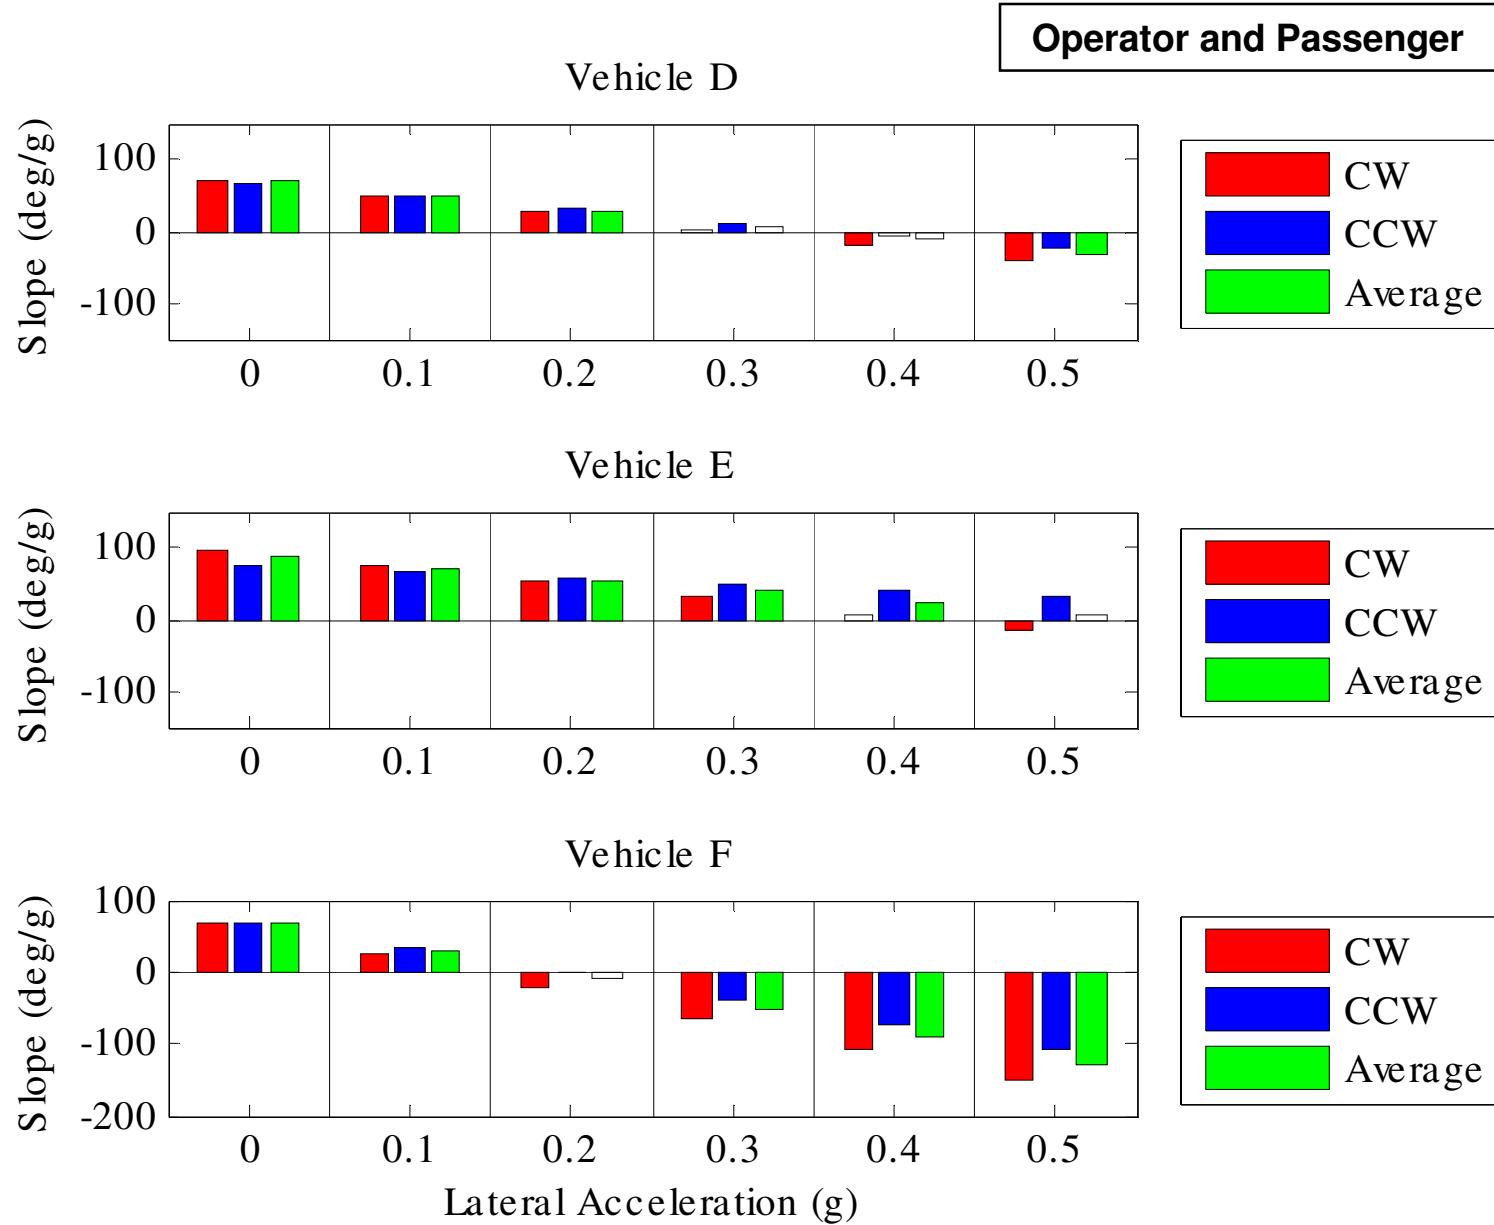 Operator and Passenger
Vehicle D
Slope (deg/g)
100
0
-100
0 0.1 0.2 0.3 0.4 0.5
CW
CCW
Average
Vehicle E
Slope (deg/g)
100
0
-100
0 0.1 0.2 0.3 0.4 0.5
CW
CCW
Average
Vehicle F
Slope (deg/g)
100
0
-100
-200
0 0.1 0.2 0.3 0.4 0.5
Lateral Acceleration (g)
CW
CCW
Average